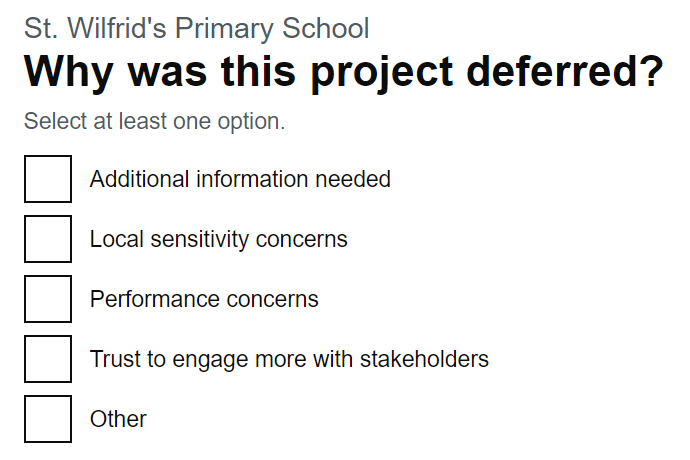 St. Wilfrid's Primary School
Why was this project deferred?
Select at least one option.
Additional information needed
Local sensitivity concerns
Performance concerns
Trust to engage more with stakeholders
Other